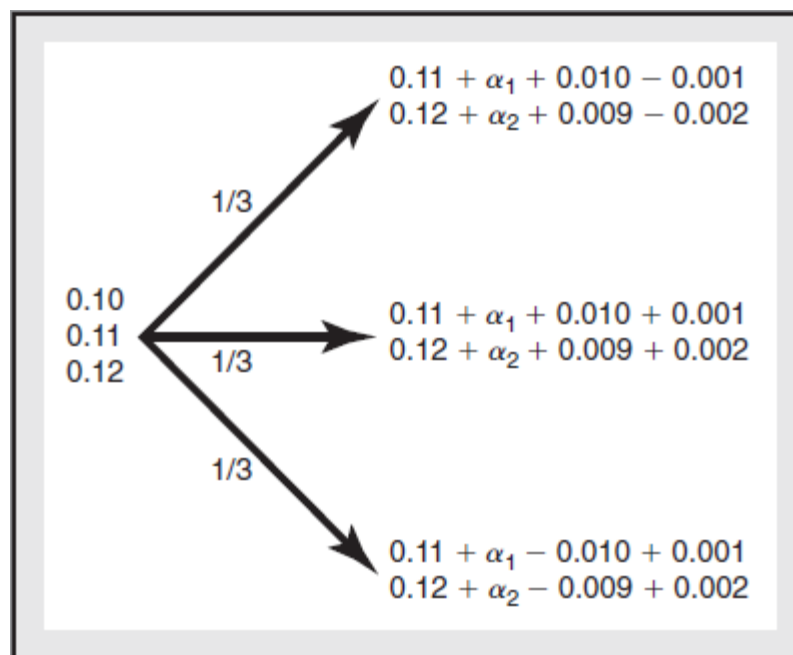 0.11 + α₁ + 0.010 − 0.001
0.12 + α₂ + 0.009 − 0.002
1/3
0.10
0.11
0.12
1/3
0.11 + α₁ + 0.010 + 0.001
0.12 + α₂ + 0.009 + 0.002
1/3
0.11 + α₁ − 0.010 + 0.001
0.12 + α₂ − 0.009 + 0.002